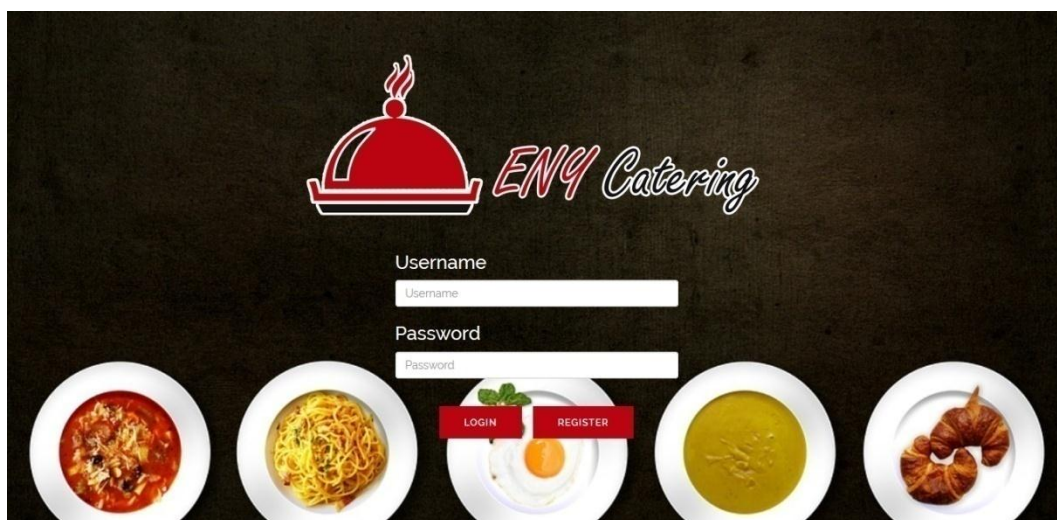 ENY Catering
Username
Username
Password
Password
LOGIN REGISTER